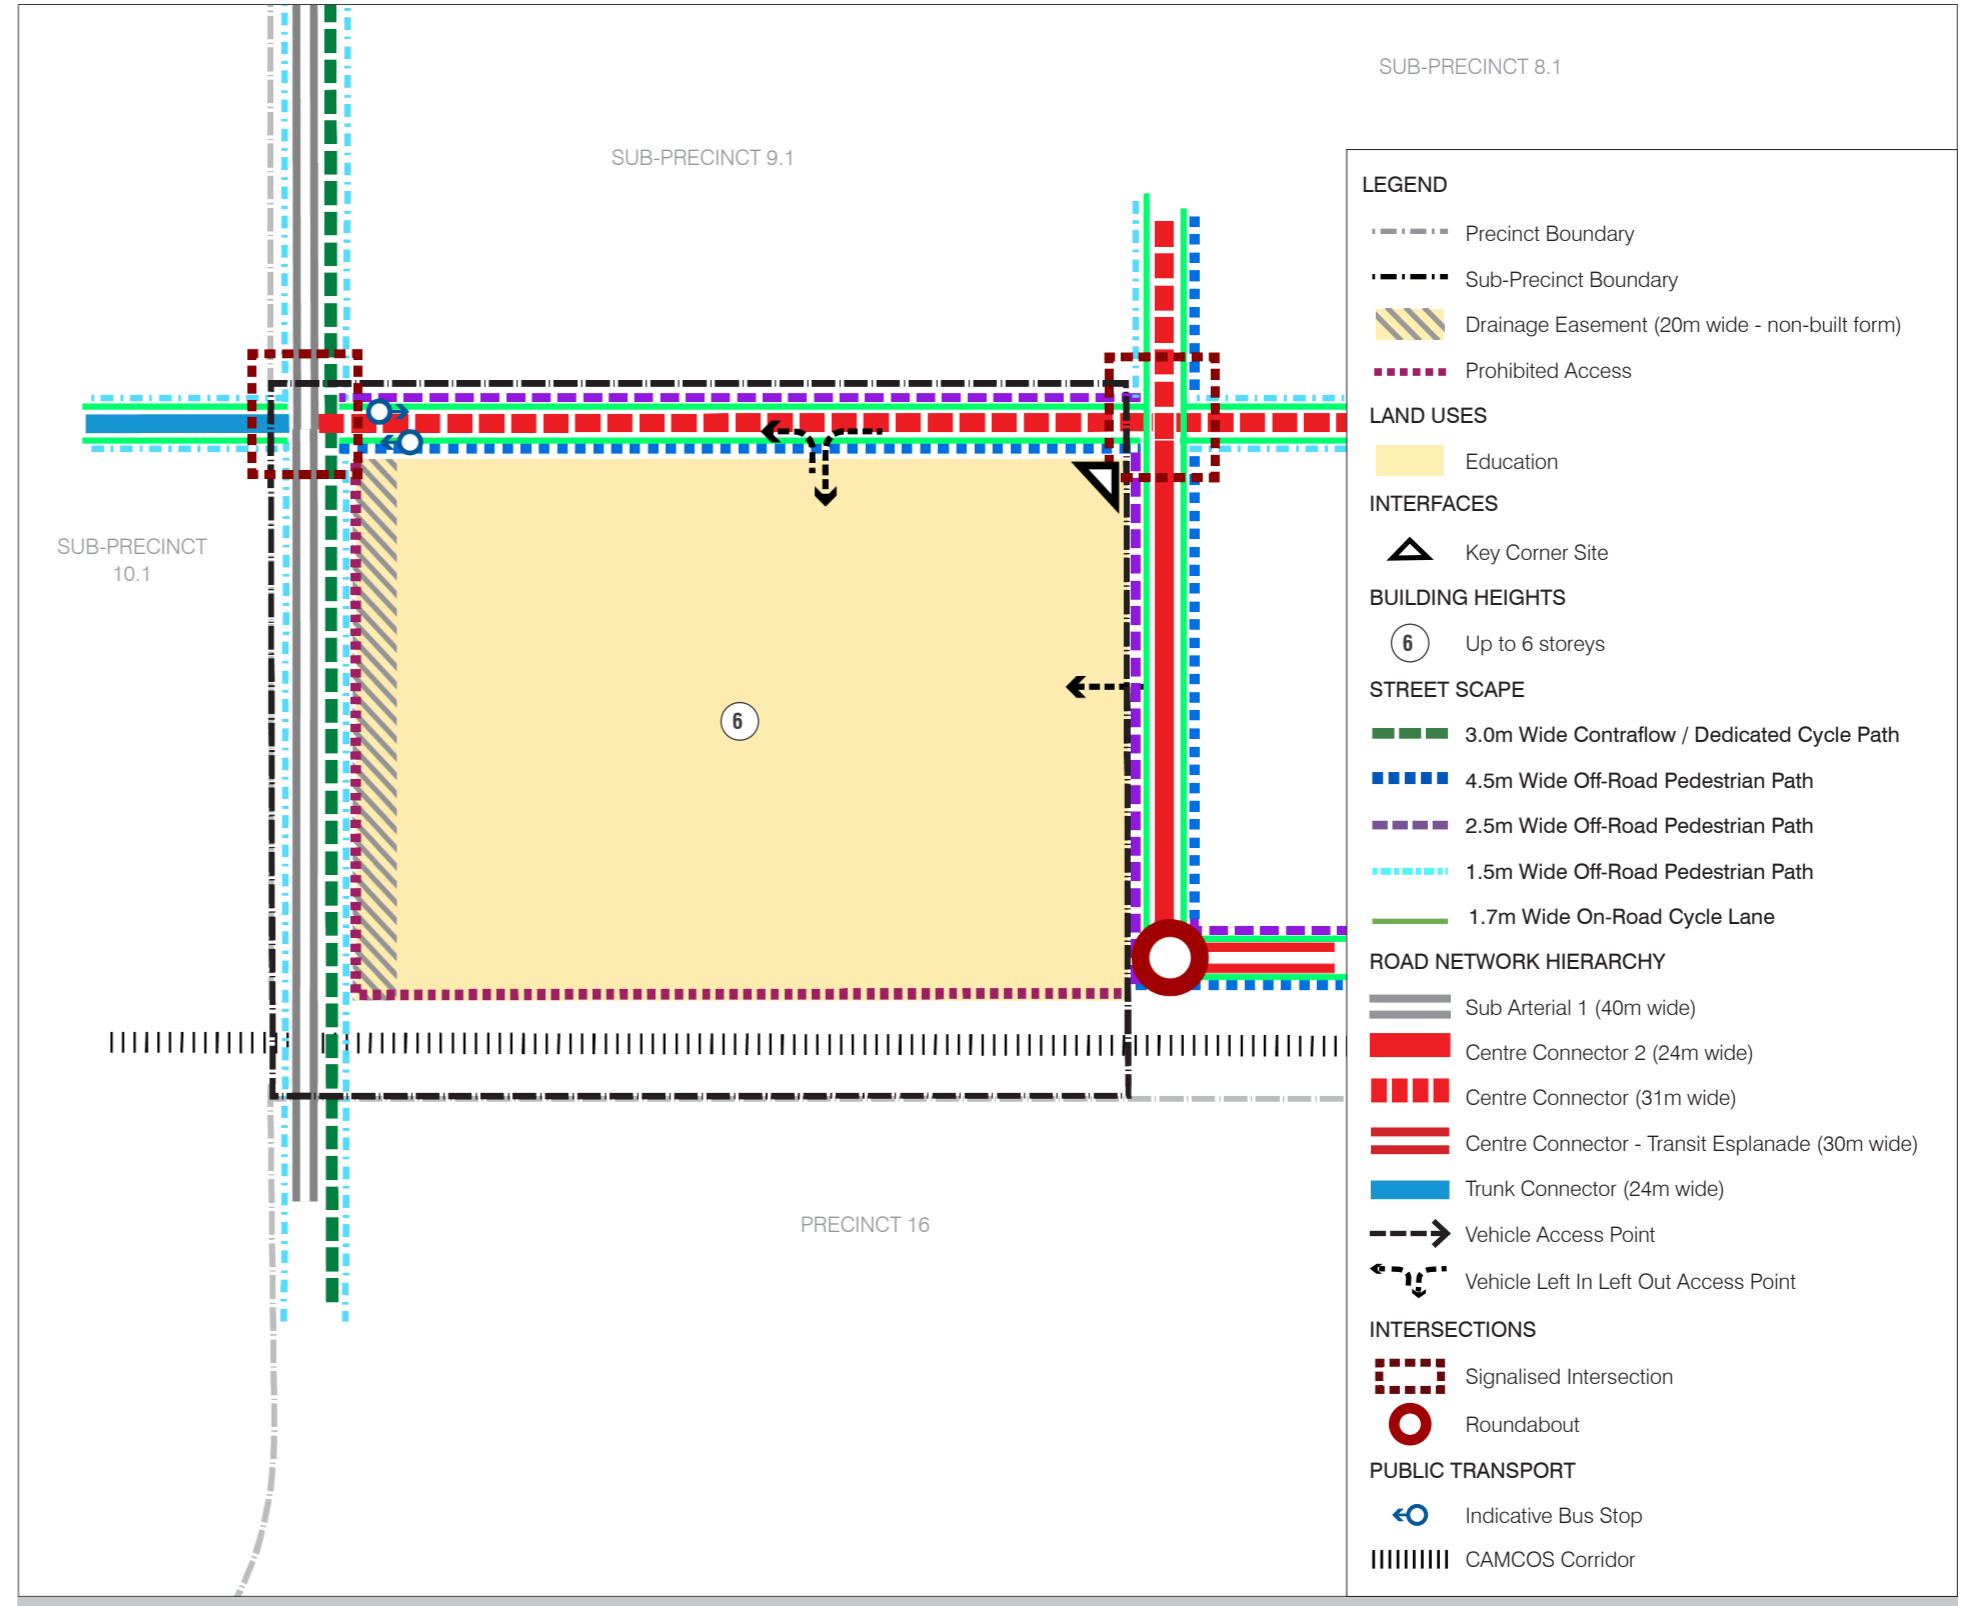 SUB-PRECINCT 8.1
SUB-PRECINCT 9.1
SUB-PRECINCT
10.1
6
PRECINCT 16
LEGEND
Precinct Boundary
Sub-Precinct Boundary
Drainage Easement (20m wide - non-built form)
Prohibited Access
LAND USES
Education
INTERFACES
Key Corner Site
BUILDING HEIGHTS
6 Up to 6 storeys
STREET SCAPE
3.0m Wide Contraflow / Dedicated Cycle Path
4.5m Wide Off-Road Pedestrian Path
2.5m Wide Off-Road Pedestrian Path
1.5m Wide Off-Road Pedestrian Path
1.7m Wide On-Road Cycle Lane
ROAD NETWORK HIERARCHY
Sub Arterial 1 (40m wide)
Centre Connector 2 (24m wide)
Centre Connector (31m wide)
Centre Connector - Transit Esplanade (30m wide)
Trunk Connector (24m wide)
Vehicle Access Point
Vehicle Left In Left Out Access Point
INTERSECTIONS
Signalised Intersection
Roundabout
PUBLIC TRANSPORT
Indicative Bus Stop
CAMCOS Corridor